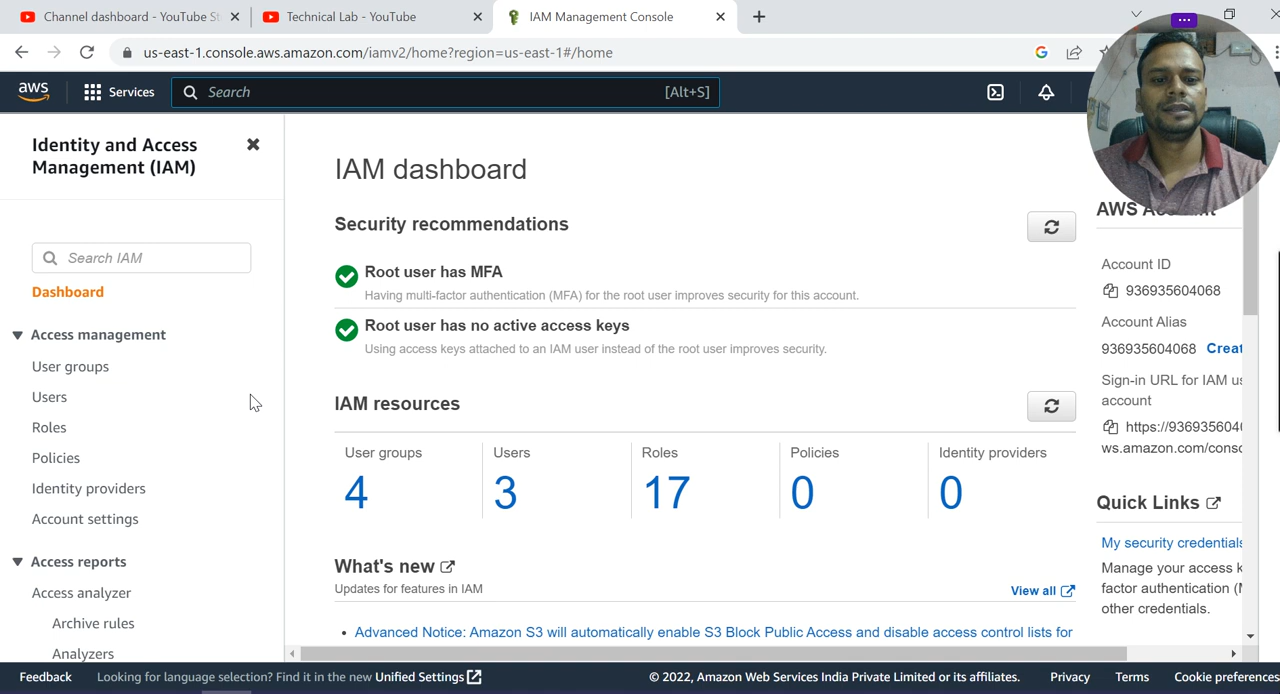 Channel dashboard - YouTube St
Technical Lab - YouTube
IAM Management Console
us-east-1.console.aws.amazon.com/iamv2/home?region=us-east-1#/home
aws
Services
Search
[Alt+S]
Identity and Access
Management (IAM)
Search IAM
Dashboard
Access management
User groups
Users
Roles
Policies
Identity providers
Account settings
Access reports
Access analyzer
Archive rules
Analyzers
IAM dashboard
Security recommendations
Root user has MFA
Having multi-factor authentication (MFA) for the root user improves security for this account.
Root user has no active access keys
Using access keys attached to an IAM user instead of the root user improves security.
IAM resources
User groups
4
Users
3
Roles
17
Policies
0
Identity providers
0
What's new
Updates for features in IAM
View all
• Advanced Notice: Amazon S3 will automatically enable S3 Block Public Access and disable access control lists for
AWS Account
Account ID
936935604068
Account Alias
936935604068 Creat
Sign-in URL for IAM us
account
https://9369356040
ws.amazon.com/conso
Quick Links
My security credentials
Manage your access k
factor authentication (M
other credentials.
Feedback
Looking for language selection? Find it in the new Unified Settings
© 2022, Amazon Web Services India Private Limited or its affiliates.
Privacy
Terms
Cookie preferences